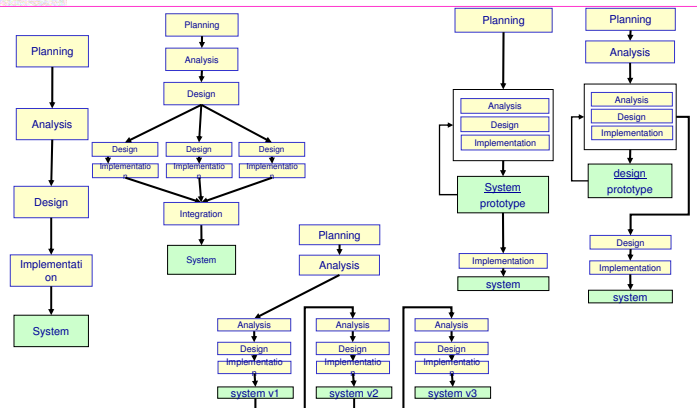 Planning
Analysis
Design
Implementati
on
System
Planning
Analysis
Design
Design
Design
Design
Implementatio
n
Implementatio
n
Implementatio
n
Integration
System
Planning
Analysis
Analysis
Design
Implementatio
n
system v1
Analysis
Design
Implementatio
n
system v2
Analysis
Design
Implementatio
n
system v3
Planning
Analysis
Design
Implementation
System
prototype
Implementation
system
Planning
Analysis
Analysis
Design
Implementation
design
prototype
Design
Implementation
system